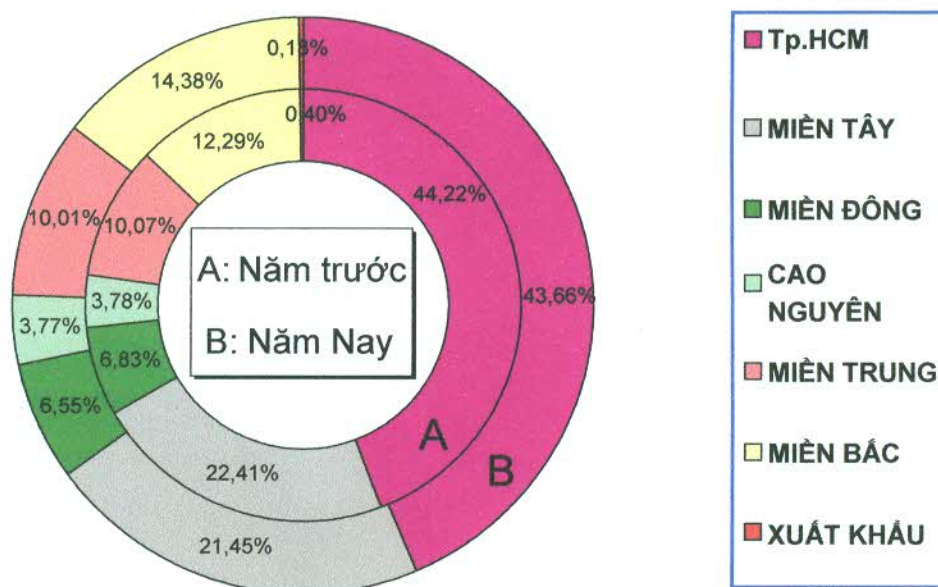 0,18%
14,38%
0,40%
12,29%
44,22%
10,01%
10,07%
A: Năm trước
43,66%
3,78%
3,77%
B: Năm Nay
6,83%
6,55%
A
B
22,41%
21,45%
Tp.HCM
MIỀN TÂY
MIỀN ĐÔNG
CAO
NGUYÊN
MIỀN TRUNG
MIỀN BẮC
XUẤT KHẨU